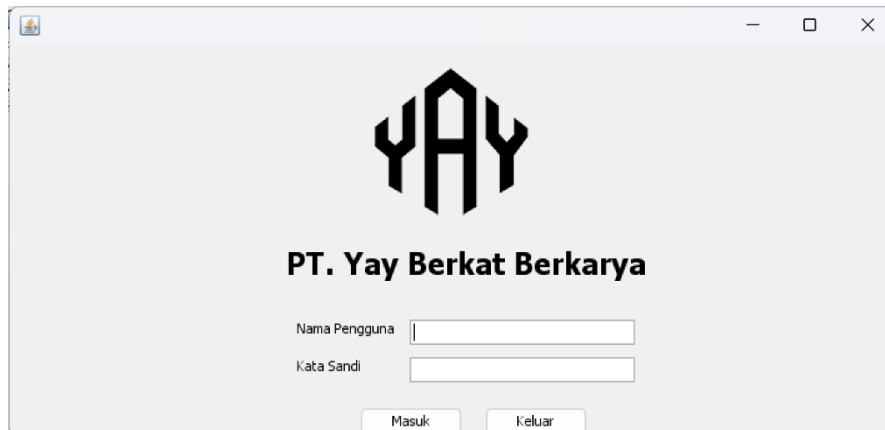 YAY
PT. Yay Berkat Berkarya
Nama Pengguna
Kata Sandi
Masuk Keluar